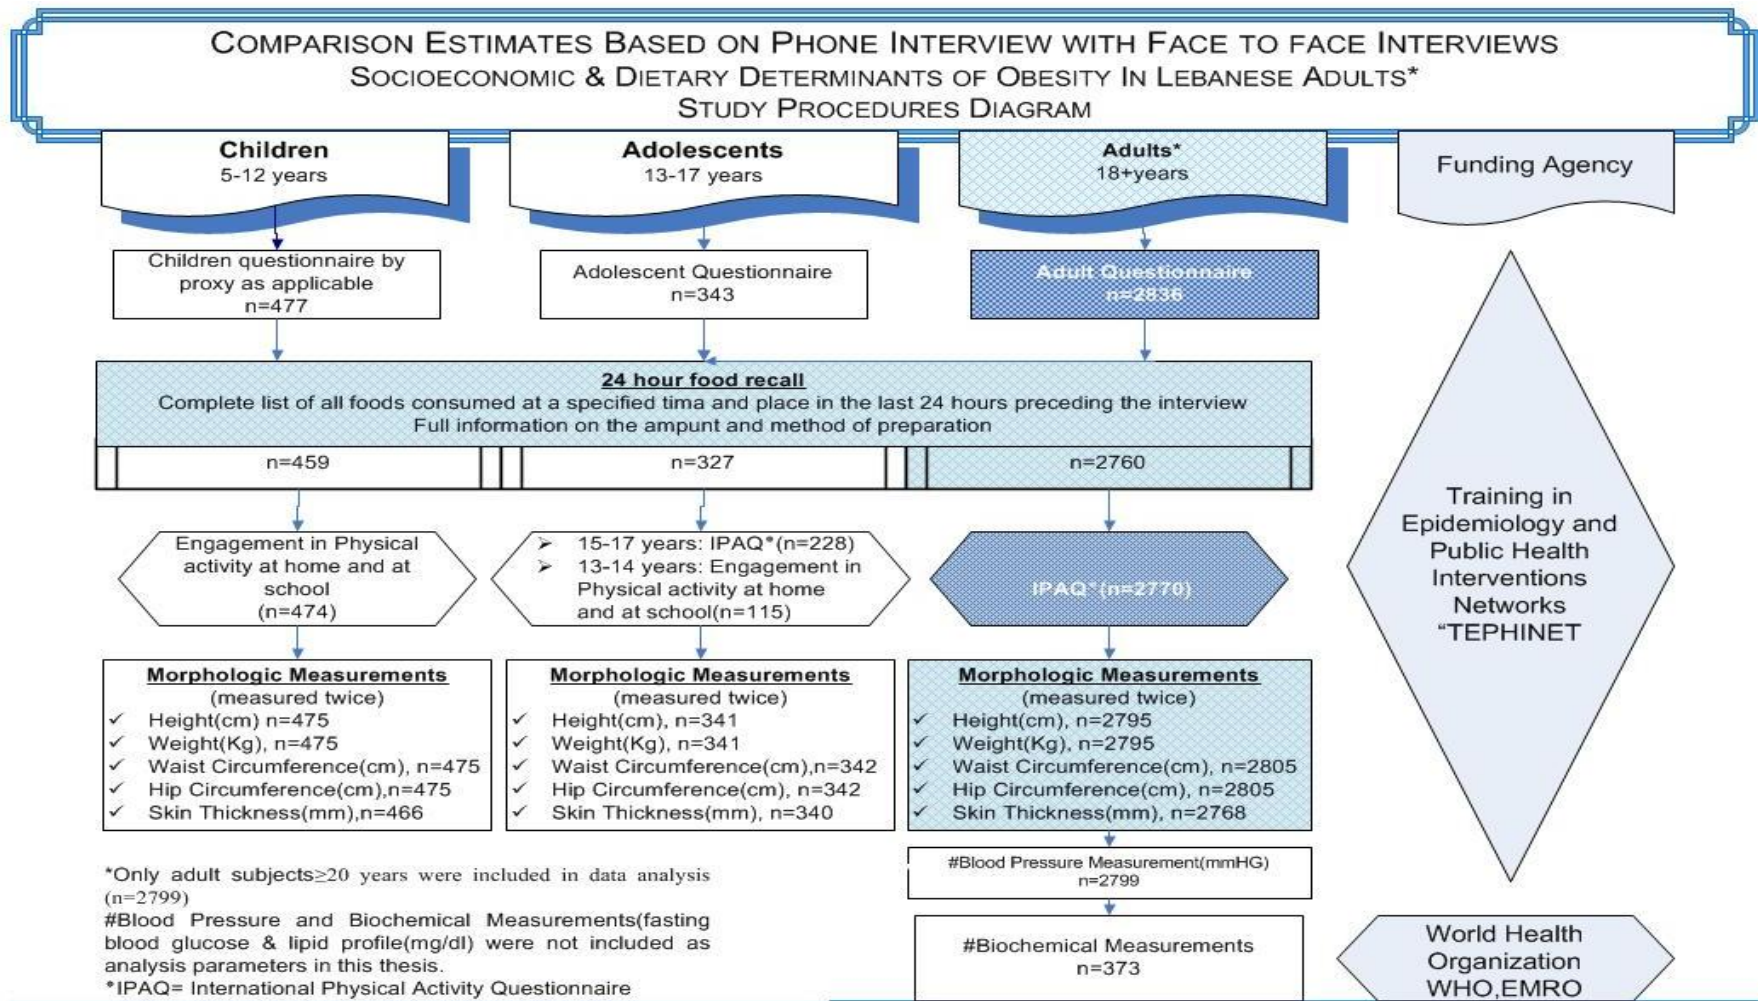 COMPARISON ESTIMATES BASED ON PHONE INTERVIEW WITH FACE TO FACE INTERVIEWS
SOCIOECONOMIC & DIETARY DETERMINANTS OF OBESITY IN LEBANESE ADULTS*
STUDY PROCEDURES DIAGRAM
Children
5-12 years
Adolescents
13-17 years
Adults*
18+years
Funding Agency
Children questionnaire by
proxy as applicable
n=477
Adolescent Questionnaire
n=343
Adult Questionnaire
n=2836
24 hour food recall
Complete list of all foods consumed at a specified tima and place in the last 24 hours preceding the interview
Full information on the ampunt and method of preparation
n=459
n=327
n=2760
Engagement in Physical
activity at home and at
school
(n=474)
➢ 15-17 years: IPAQ*(n=228)
➢ 13-14 years: Engagement in
Physical activity at home
and at school(n=115)
IPAQ*(n=2770)
Training in
Epidemiology and
Public Health
Interventions
Networks
“TEPHINET
Morphologic Measurements
(measured twice)
✓ Height(cm) n=475
✓ Weight(Kg), n=475
✓ Waist Circumference(cm), n=475
✓ Hip Circumference(cm),n=475
✓ Skin Thickness(mm),n=466
Morphologic Measurements
(measured twice)
✓ Height(cm), n=341
✓ Weight(Kg), n=341
✓ Waist Circumference(cm),n=342
✓ Hip Circumference(cm), n=342
✓ Skin Thickness(mm), n=340
Morphologic Measurements
(measured twice)
✓ Height(cm), n=2795
✓ Weight(Kg), n=2795
✓ Waist Circumference(cm), n=2805
✓ Hip Circumference(cm), n=2805
✓ Skin Thickness(mm), n=2768
#Blood Pressure Measurement(mmHG)
n=2799
#Biochemical Measurements
n=373
World Health
Organization
WHO,EMRO
*Only adult subjects≥20 years were included in data analysis
(n=2799)
#Blood Pressure and Biochemical Measurements(fasting
blood glucose & lipid profile(mg/dl) were not included as
analysis parameters in this thesis.
*IPAQ= International Physical Activity Questionnaire